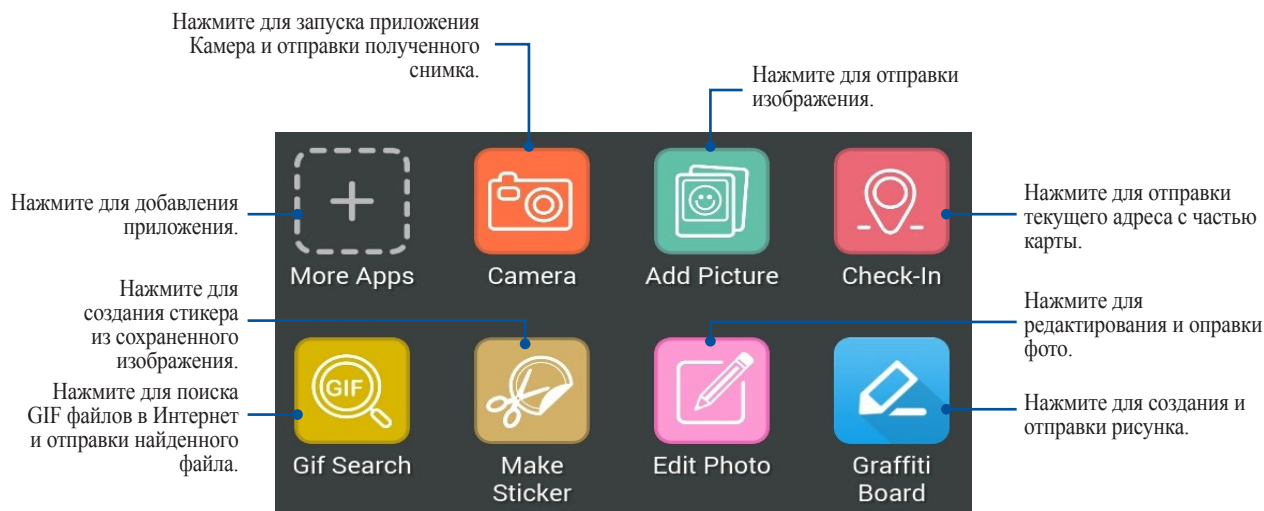 Нажмите для запуска приложения
Камера и отправки полученного
снимка.
Нажмите для отправки
изображения.
Нажмите для добавления
приложения.
Нажмите для отправки
текущего адреса с частью
карты.
More Apps
Camera
Add Picture
Check-In
Нажмите для
создания стикера
из сохраненного
изображения.
Нажмите для
редактирования и оправки
фото.
Нажмите для поиска
GIF файлов в Интернет
и отправки найденного
файла.
Нажмите для создания и
отправки рисунка.
GIF
Gif Search
Make
Sticker
Edit Photo
Graffiti
Board